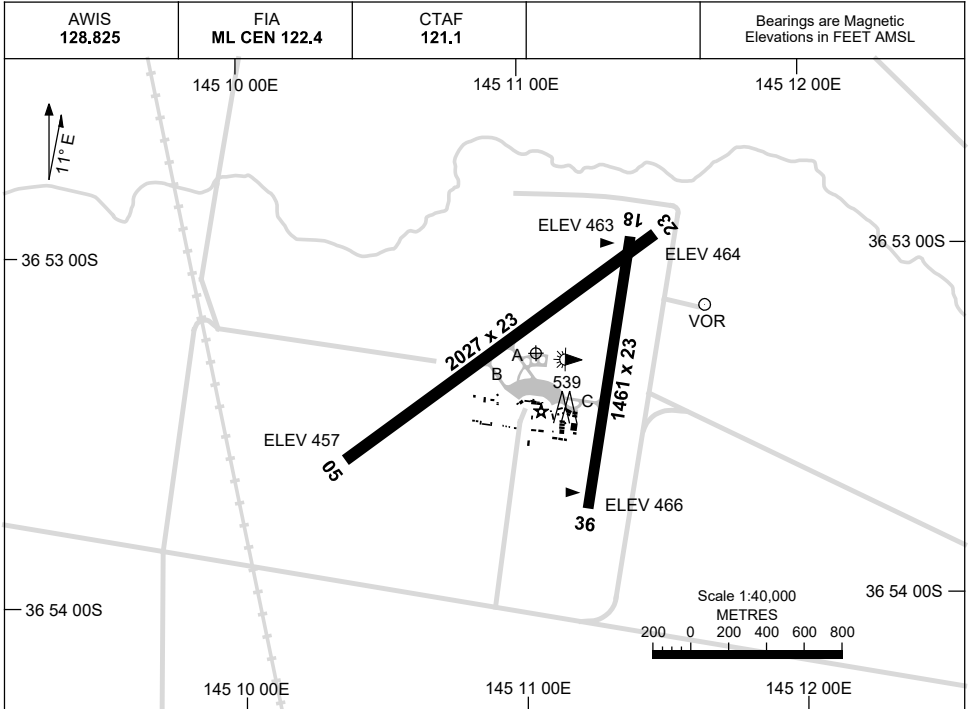 AWIS
128.825
FIA
ML CEN 122.4
CTAF
121.1
Bearings are Magnetic
Elevations in FEET AMSL
145 10 00E
145 11 00E
145 12 00E
11° E
ELEV 463
18
23
36 53 00S
36 53 00S
ELEV 464
VOR
2027 x 23
A
B
539
C
1461 x 23
ELEV 457
05
ELEV 466
36
36 54 00S
36 54 00S
Scale 1:40,000
METRES
200 0 200 400 600 800
145 10 00E
145 11 00E
145 12 00E